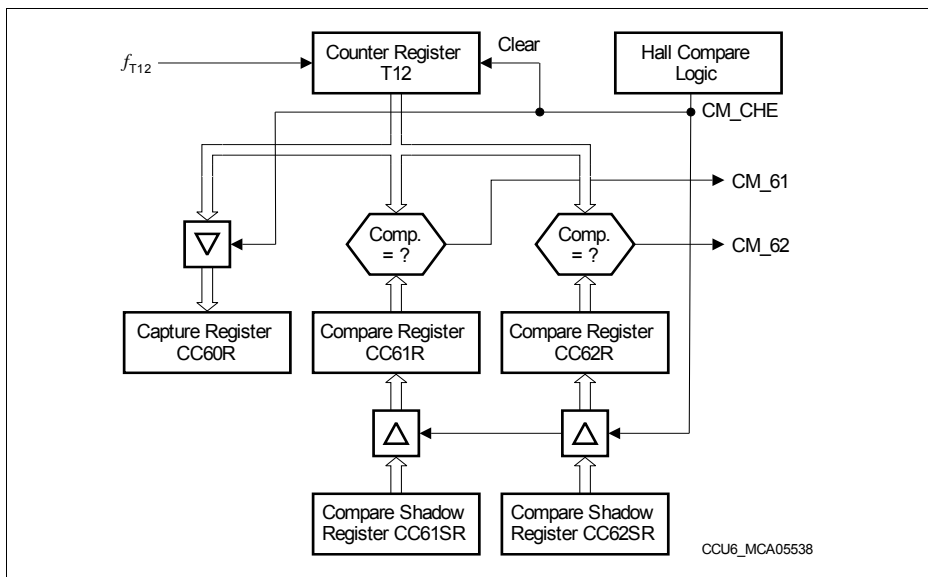 f T12
Counter Register
T12
Clear
Hall Compare
Logic
CM_CHE
CM_61
Comp.
= ?
Comp.
= ?
CM_62
Capture Register
CC60R
Compare Register
CC61R
Compare Register
CC62R
Compare Shadow
Register CC61SR
Compare Shadow
Register CC62SR
CCU6_MCA05538